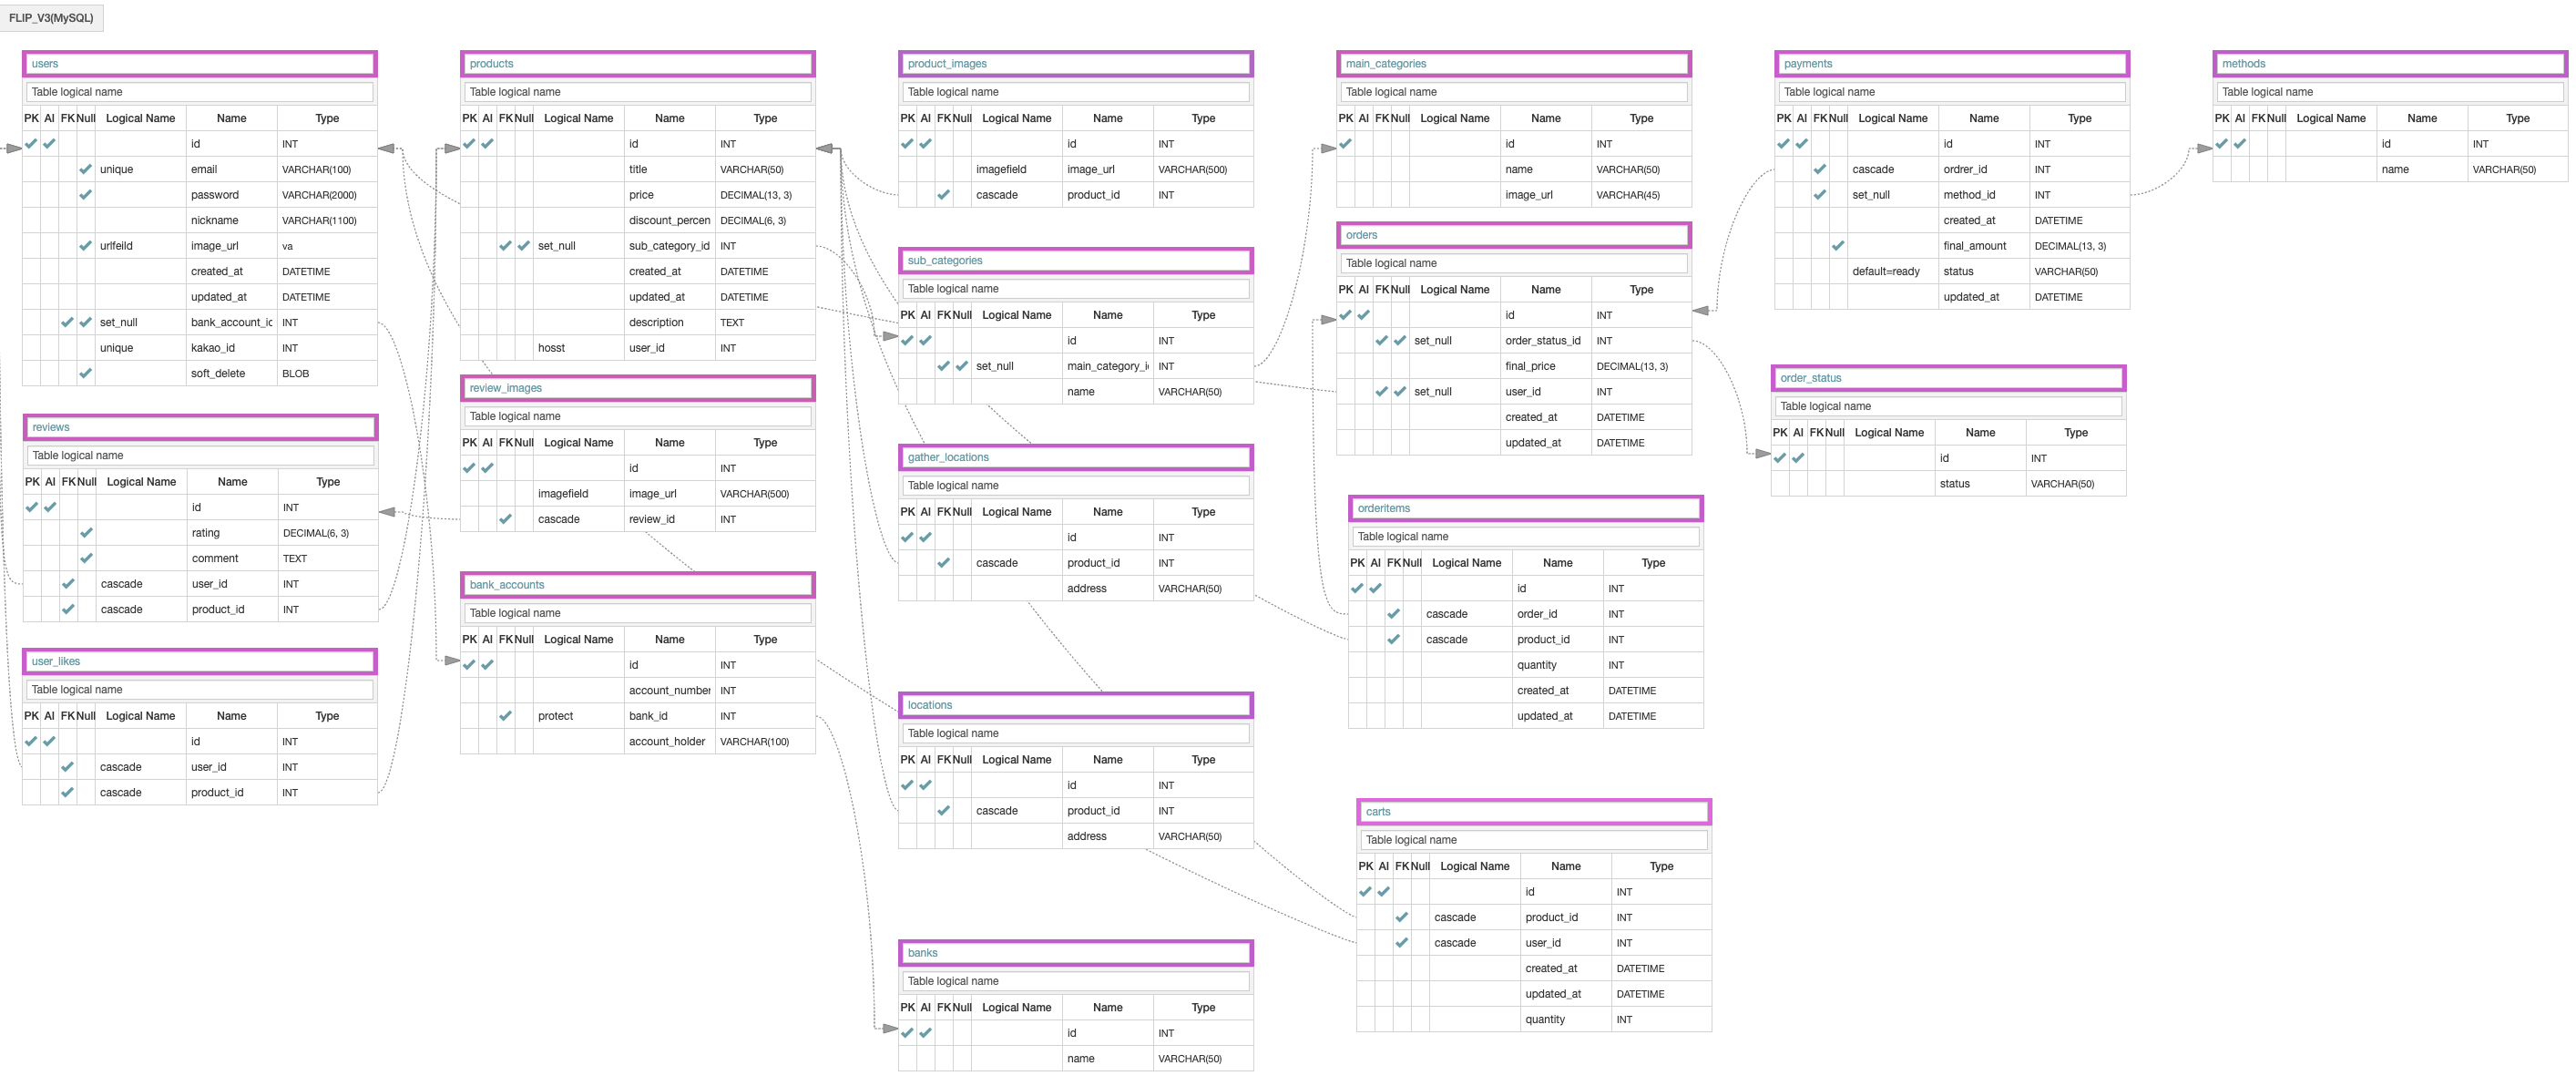 FLIP_V3(MySQL)
users
Table logical name
PK AI FK Null Logical Name Name Type
id INT
unique email VARCHAR(100)
password VARCHAR(2000)
nickname VARCHAR(1100)
urlfeild image_url va
created_at DATETIME
updated_at DATETIME
set_null bank_account_ic INT
unique kakao_id INT
soft_delete BLOB
reviews
Table logical name
PK AI FK Null Logical Name Name Type
id INT
rating DECIMAL(6, 3)
comment TEXT
cascade user_id INT
cascade product_id INT
user_likes
Table logical name
PK AI FK Null Logical Name Name Type
id INT
cascade user_id INT
cascade product_id INT
products
Table logical name
PK AI FK Null Logical Name Name Type
id INT
title VARCHAR(50)
price DECIMAL(13, 3)
discount_percen DECIMAL(6, 3)
set_null sub_category_id INT
created_at DATETIME
updated_at DATETIME
description TEXT
hosst user_id INT
review_images
Table logical name
PK AI FK Null Logical Name Name Type
id INT
imagefield image_url VARCHAR(500)
cascade review_id INT
bank_accounts
Table logical name
PK AI FK Null Logical Name Name Type
id INT
account_number INT
protect bank_id INT
account_holder VARCHAR(100)
product_images
Table logical name
PK AI FK Null Logical Name Name Type
id INT
imagefield image_url VARCHAR(500)
cascade product_id INT
sub_categories
Table logical name
PK AI FK Null Logical Name Name Type
id INT
set_null main_category_i INT
name VARCHAR(50)
gather_locations
Table logical name
PK AI FK Null Logical Name Name Type
id INT
cascade product_id INT
address VARCHAR(50)
locations
Table logical name
PK AI FK Null Logical Name Name Type
id INT
cascade product_id INT
address VARCHAR(50)
banks
Table logical name
PK AI FK Null Logical Name Name Type
id INT
name VARCHAR(50)
main_categories
Table logical name
PK AI FK Null Logical Name Name Type
id INT
name VARCHAR(50)
image_url VARCHAR(45)
orders
Table logical name
PK AI FK Null Logical Name Name Type
id INT
set_null order_status_id INT
final_price DECIMAL(13, 3)
set_null user_id INT
created_at DATETIME
updated_at DATETIME
orderitems
Table logical name
PK AI FK Null Logical Name Name Type
id INT
cascade order_id INT
cascade product_id INT
quantity INT
created_at DATETIME
updated_at DATETIME
carts
Table logical name
PK AI FK Null Logical Name Name Type
id INT
cascade product_id INT
cascade user_id INT
created_at DATETIME
updated_at DATETIME
quantity INT
payments
Table logical name
PK AI FK Null Logical Name Name Type
id INT
cascade ordrer_id INT
set_null method_id INT
created_at DATETIME
final_amount DECIMAL(13, 3)
default=ready status VARCHAR(50)
updated_at DATETIME
order_status
Table logical name
PK AI FK Null Logical Name Name Type
id INT
status VARCHAR(50)
methods
Table logical name
PK AI FK Null Logical Name Name Type
id INT
name VARCHAR(50)